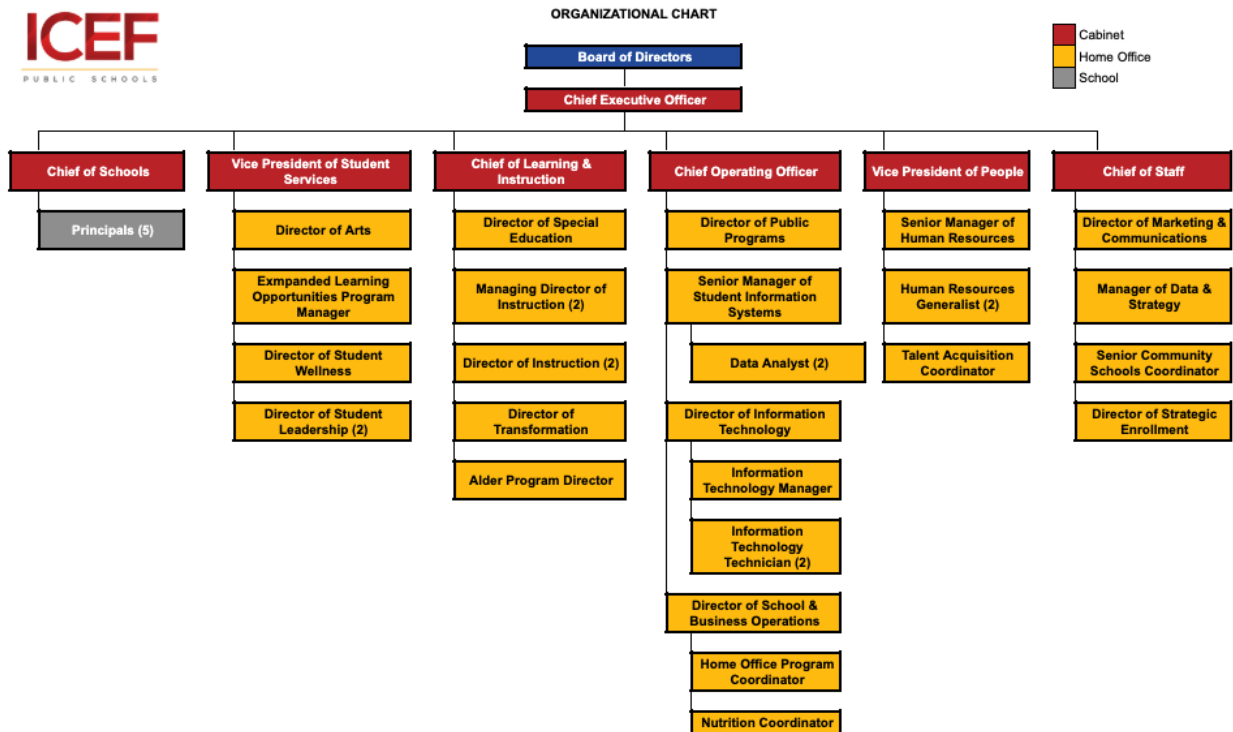 ICEF
PUBLIC SCHOOLS
ORGANIZATIONAL CHART
Cabinet
Home Office
School
Board of Directors
Chief Executive Officer
Chief of Schools
Principals (5)
Vice President of Student
Services
Director of Arts
Exmpanded Learning
Opportunities Program
Manager
Director of Student
Wellness
Director of Student
Leadership (2)
Chief of Learning &
Instruction
Director of Special
Education
Managing Director of
Instruction (2)
Director of Instruction (2)
Director of
Transformation
Alder Program Director
Chief Operating Officer
Director of Public
Programs
Senior Manager of
Student Information
Systems
Data Analyst (2)
Director of Information
Technology
Information
Technology Manager
Information
Technology
Technician (2)
Director of School &
Business Operations
Home Office Program
Coordinator
Nutrition Coordinator
Vice President of People
Senior Manager of
Human Resources
Human Resources
Generalist (2)
Talent Acquisition
Coordinator
Chief of Staff
Director of Marketing &
Communications
Manager of Data &
Strategy
Senior Community
Schools Coordinator
Director of Strategic
Enrollment